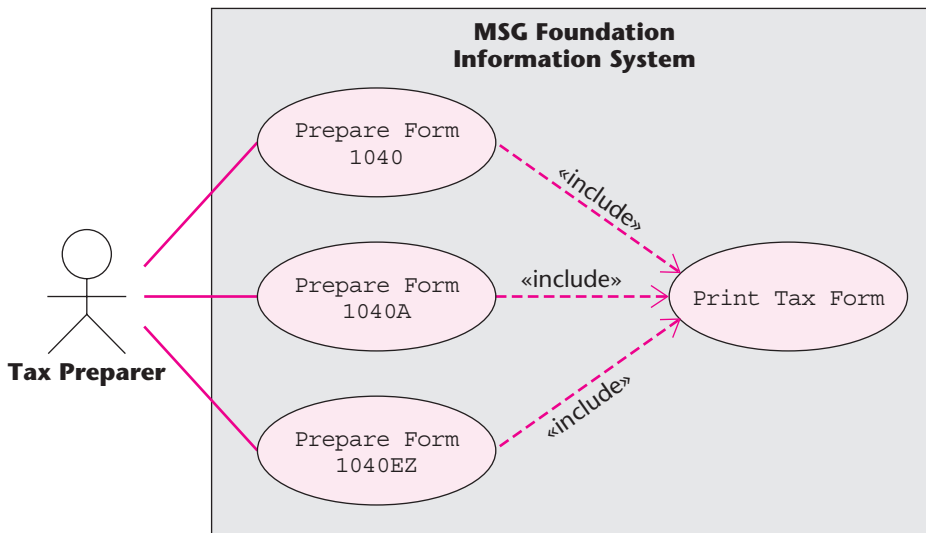 MSG Foundation
Information System
Prepare Form
1040
«include»
Prepare Form
1040A
«include»
Print Tax Form
Tax Preparer
«include»
Prepare Form
1040EZ